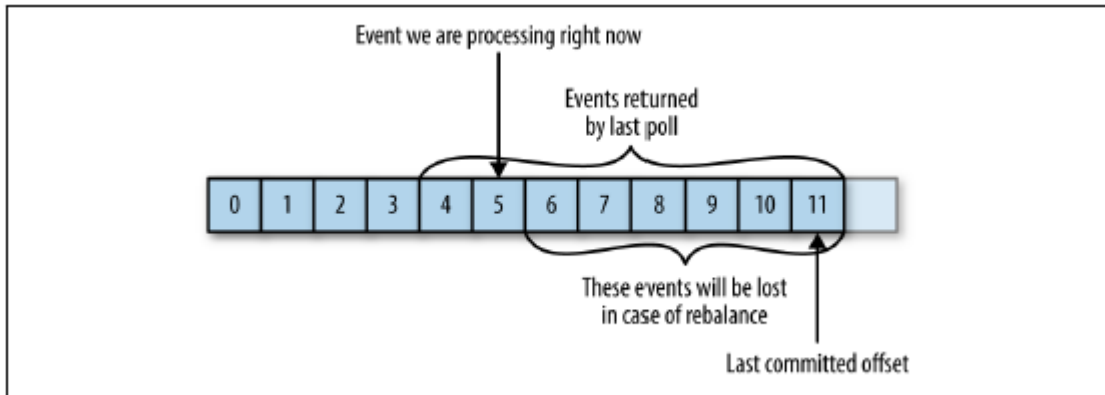 Event we are processing right now
Events returned
by last poll
0 1 2 3 4 5 6 7 8 9 10 11
These events will be lost
in case of rebalance
Last committed offset